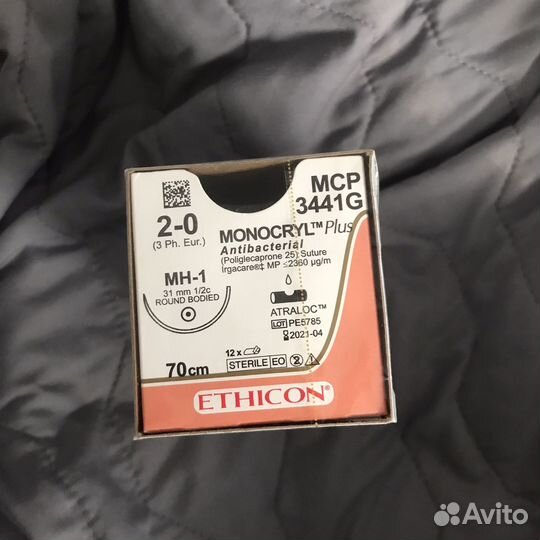 MCP
3441G
2-0
(3 Ph. Eur.)
MONOCRYL™ Plus
Antibacterial
(Poliglecaprone 25) Suture
Irgacare®‡ MP ≤2360 µg/m
MH-1
31 mm 1/2c
ROUND BODIED
ATRALOC™
LOT PE5785
2021-04
12 x
70cm
STERILE EO
2
ETHICON®
Avito